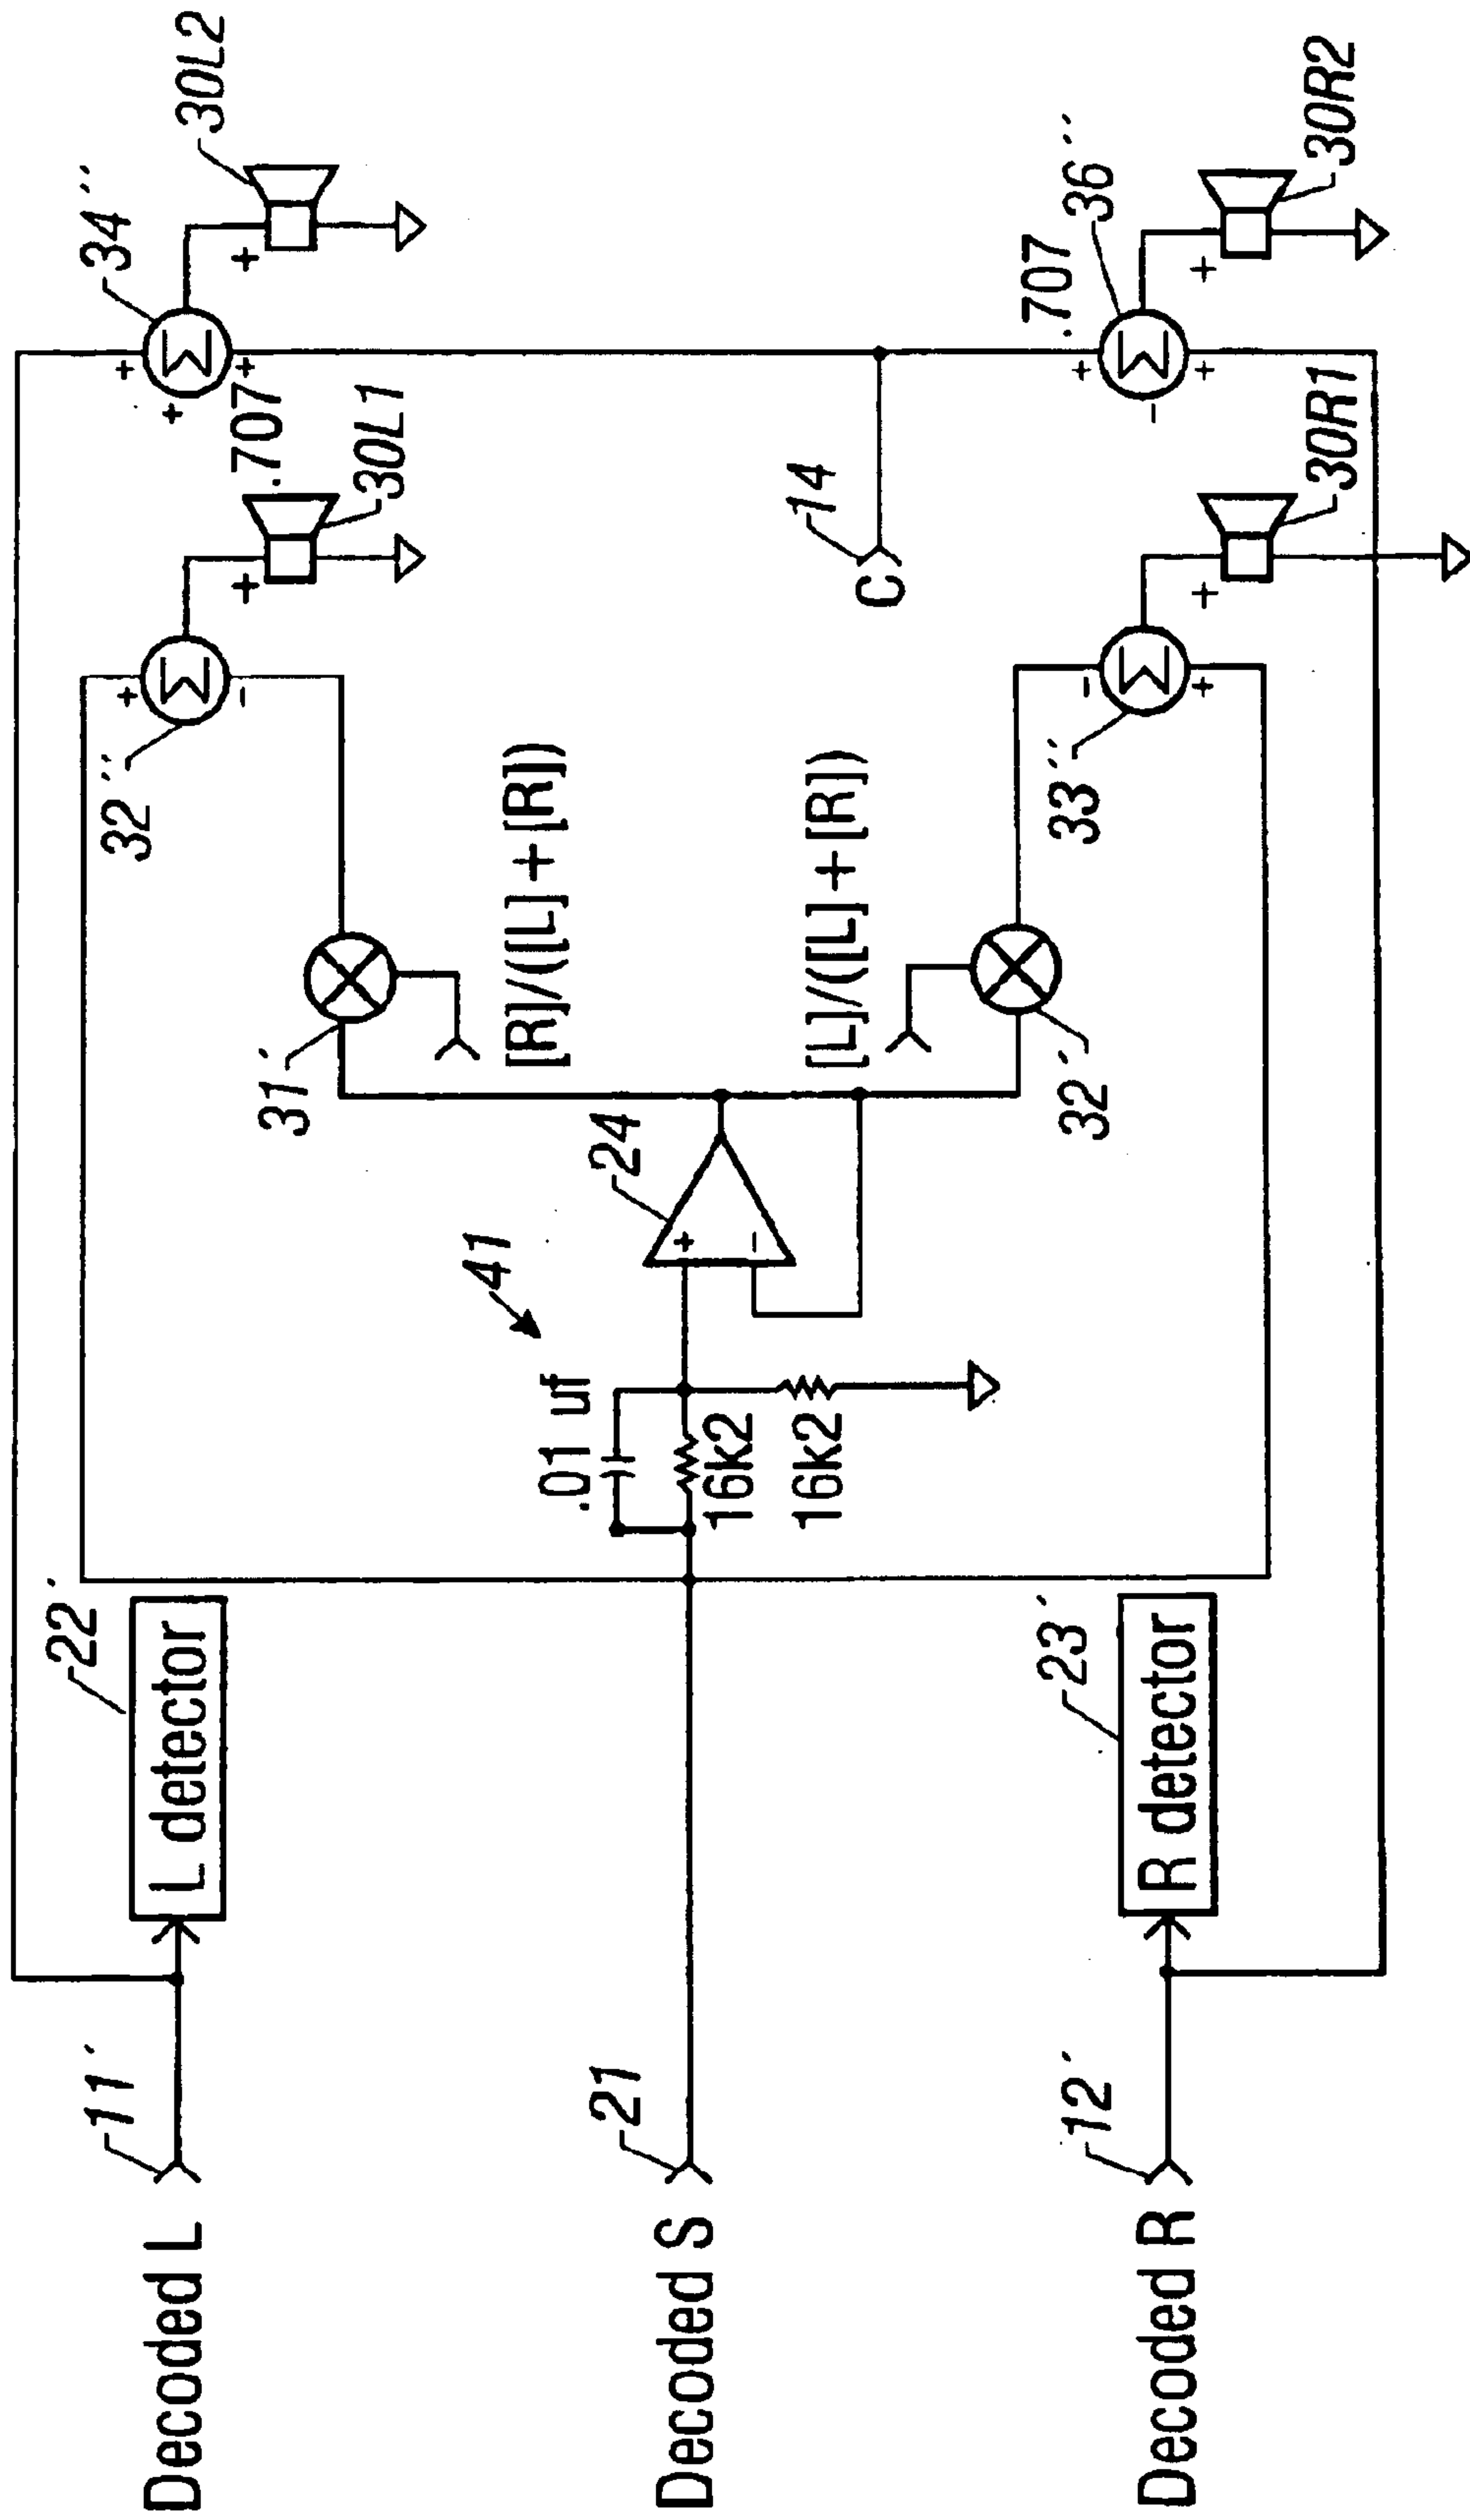 11'
Decoded L
22'
L detector
32''
+
-
+
30L1
34''
+
+
+
.707
+
30L2
31'
[R]/([L]+[R])
21
Decoded S
.01 uf
16K2
16K2
41
24
+
-
[L]/([L]+[R])
32'
14
C
12'
Decoded R
23'
R detector
33''
-
+
+
30R1
.707
36''
+
-
+
+
30R2